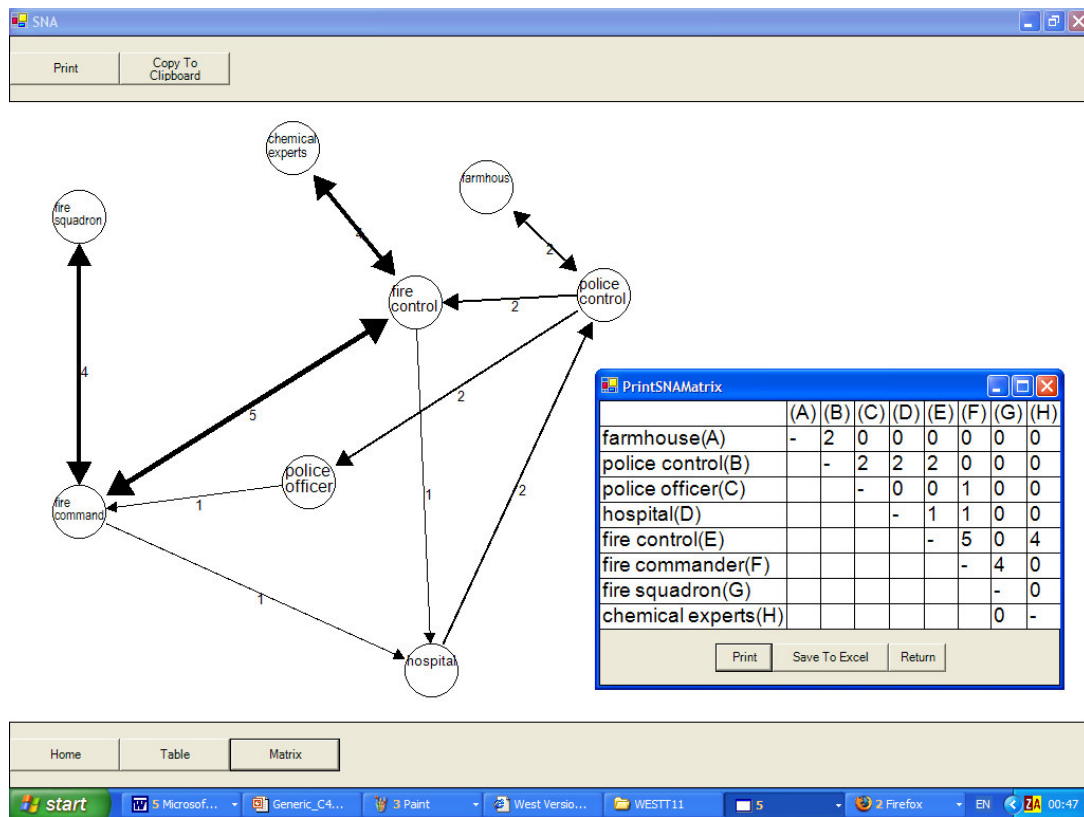 SNA
Print
Copy To
Clipboard
chemical
experts
farmhous
fire
squadron
4
2
police
control
fire
control
2
4
5
2
police
officer
1
1
2
fire
command
1
hospital
PrintSNAMatrix
(A) (B) (C) (D) (E) (F) (G) (H)
farmhouse(A) - 2 0 0 0 0 0 0
police control(B) - 2 2 2 0 0 0
police officer(C) - 0 0 1 0 0
hospital(D) - 1 1 0 0
fire control(E) - 5 0 4
fire commander(F) - 4 0
fire squadron(G) - 0
chemical experts(H) 0 -
Print Save To Excel Return
Home Table Matrix
start 5 Microsof... Generic_C4... 3 Paint West Versio... WESTT11 5 2 Firefox EN ZA 00:47